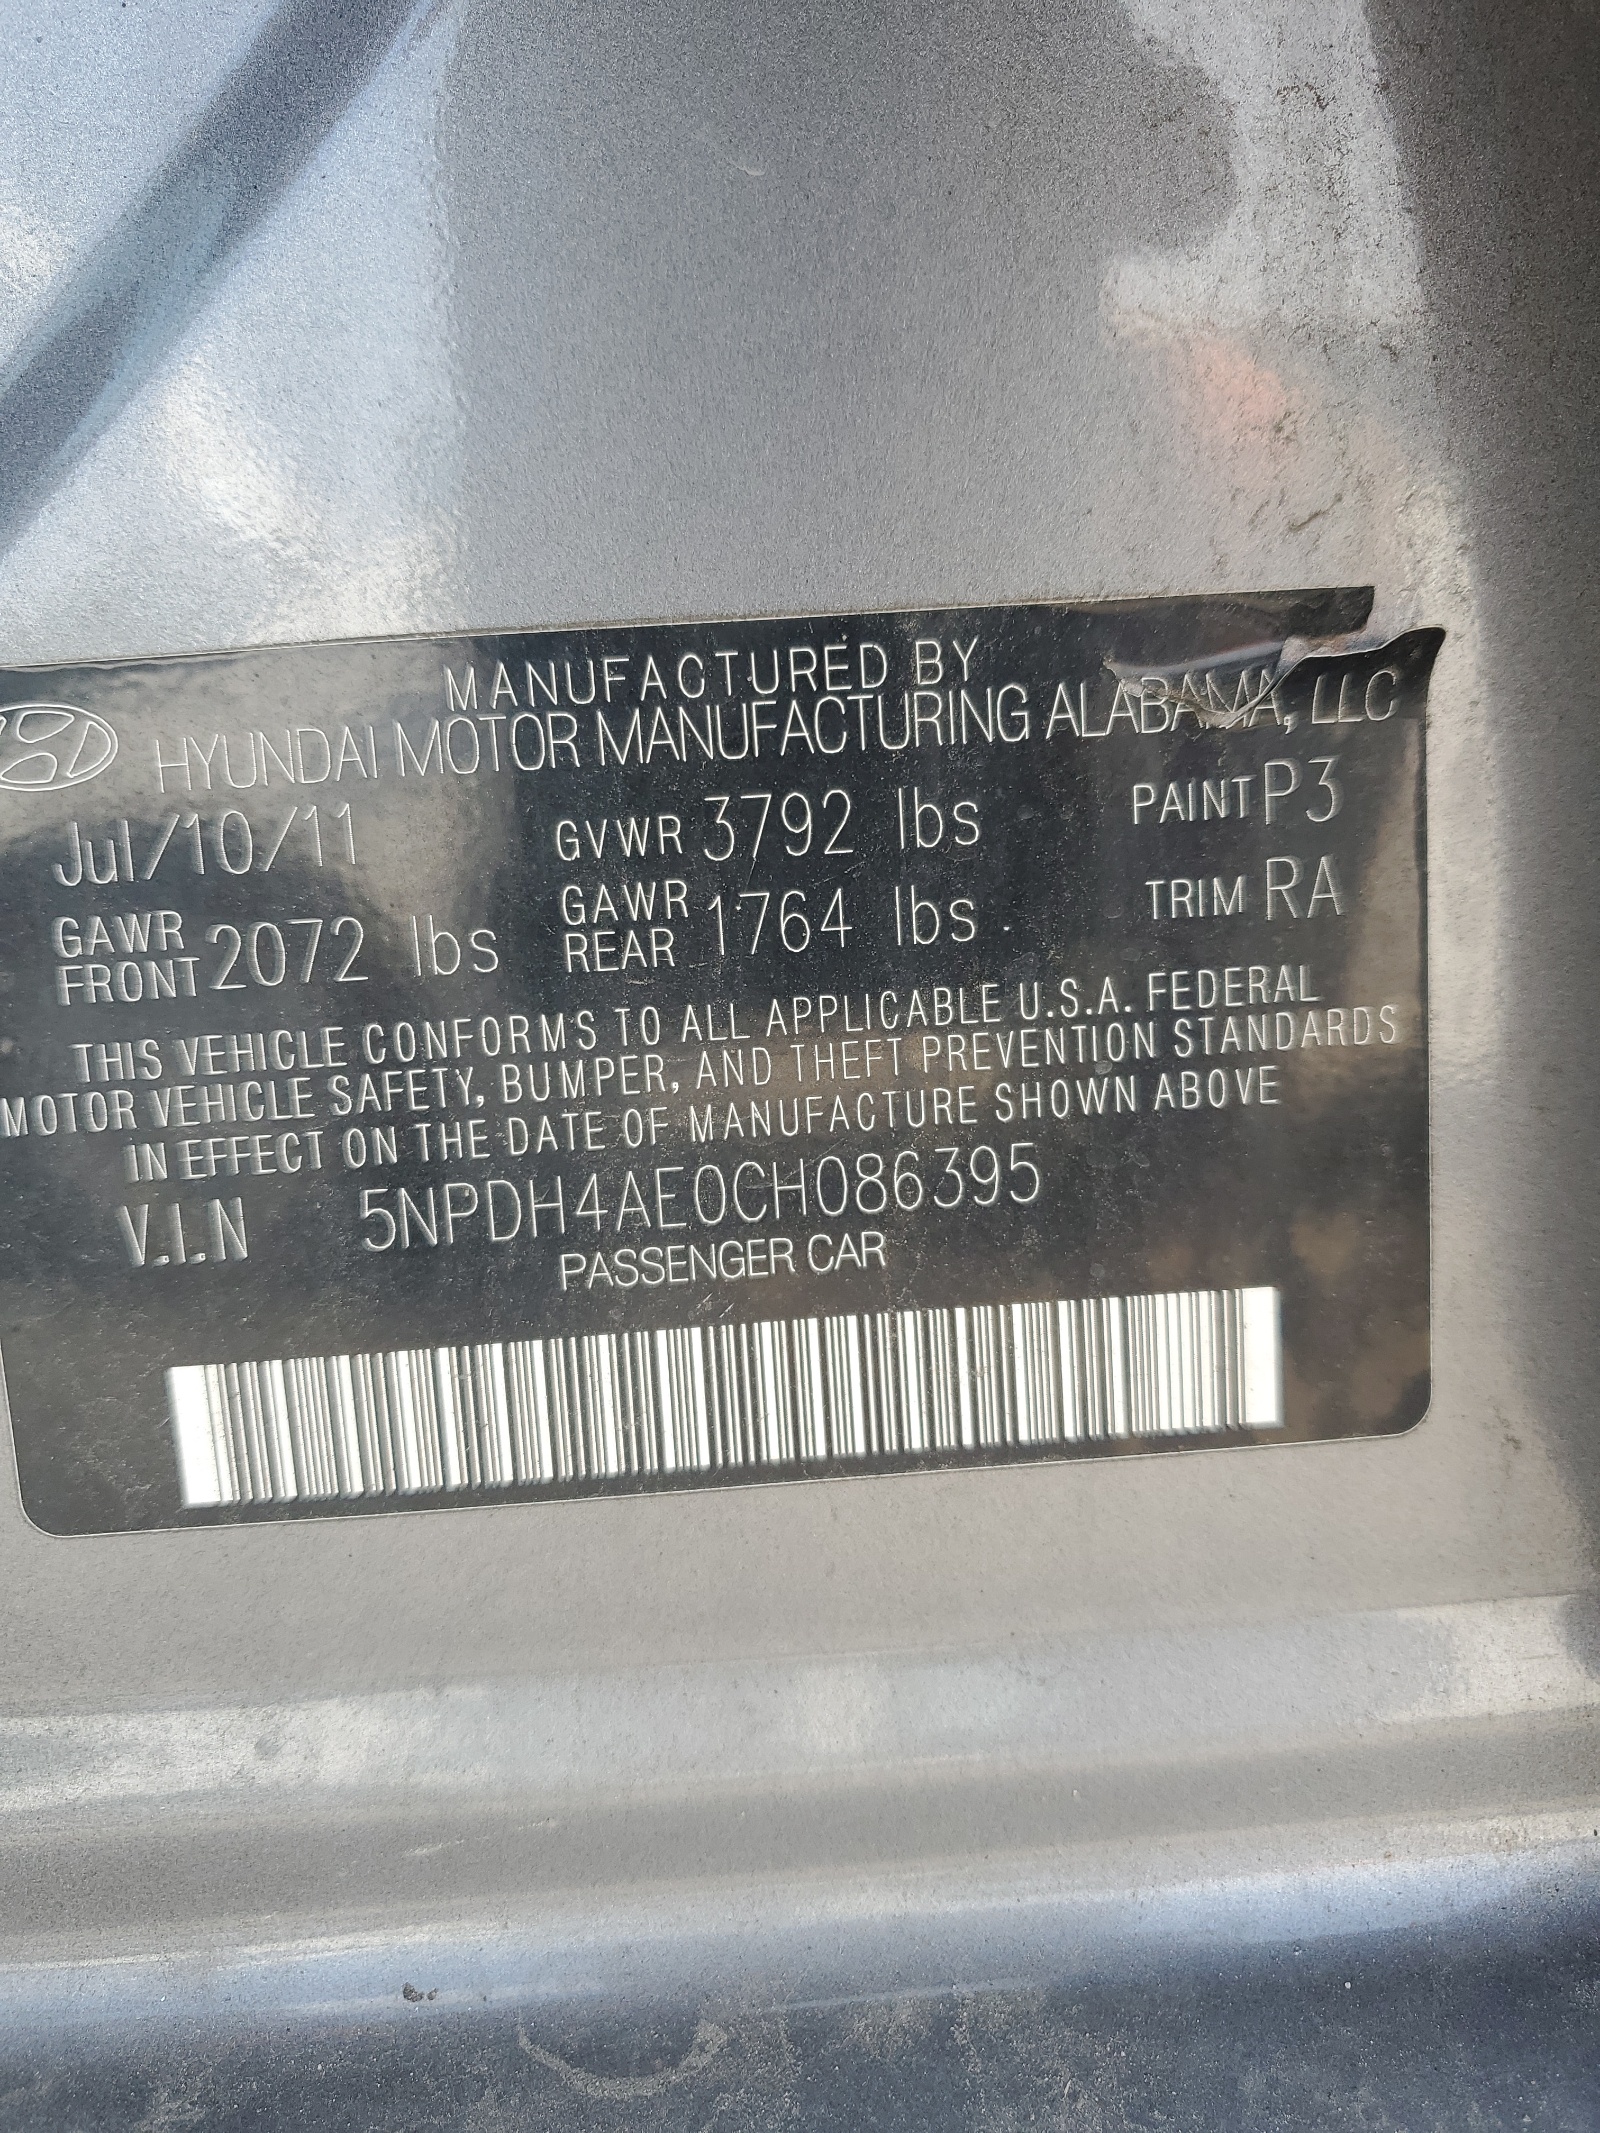 MANUFACTURED BY
HYUNDAI MOTOR MANUFACTURING ALABAMA, LLC
Jul/10/11 GVWR 3792 lbs PAINT P3
GAWR FRONT 2072 lbs GAWR REAR 1764 lbs TRIM RA
THIS VEHICLE CONFORMS TO ALL APPLICABLE U.S.A. FEDERAL
MOTOR VEHICLE SAFETY, BUMPER, AND THEFT PREVENTION STANDARDS
IN EFFECT ON THE DATE OF MANUFACTURE SHOWN ABOVE
V.I.N 5NPDH4AE0CH086395
PASSENGER CAR